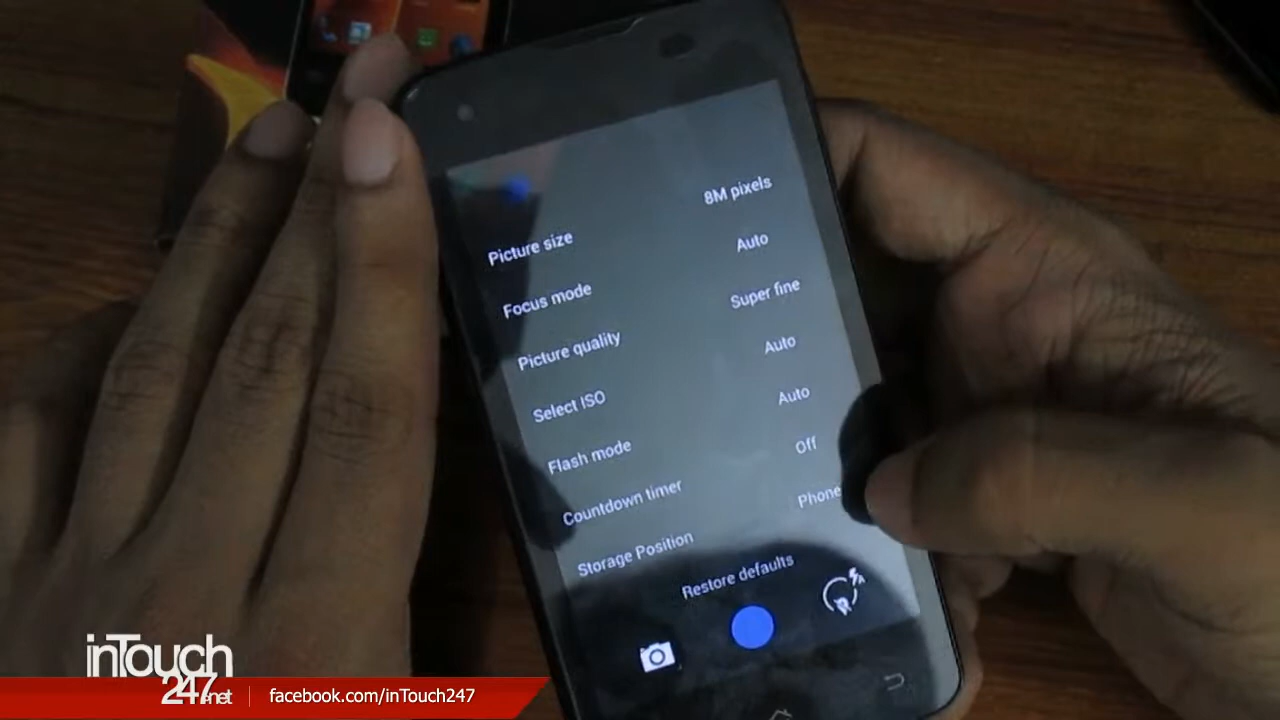 8M pixels
Picture size
Auto
Focus mode
Super fine
Picture quality
Auto
Select ISO
Auto
Flash mode
Off
Countdown timer
Phone
Storage Position
Restore defaults
inTouch
247.net
facebook.com/inTouch247